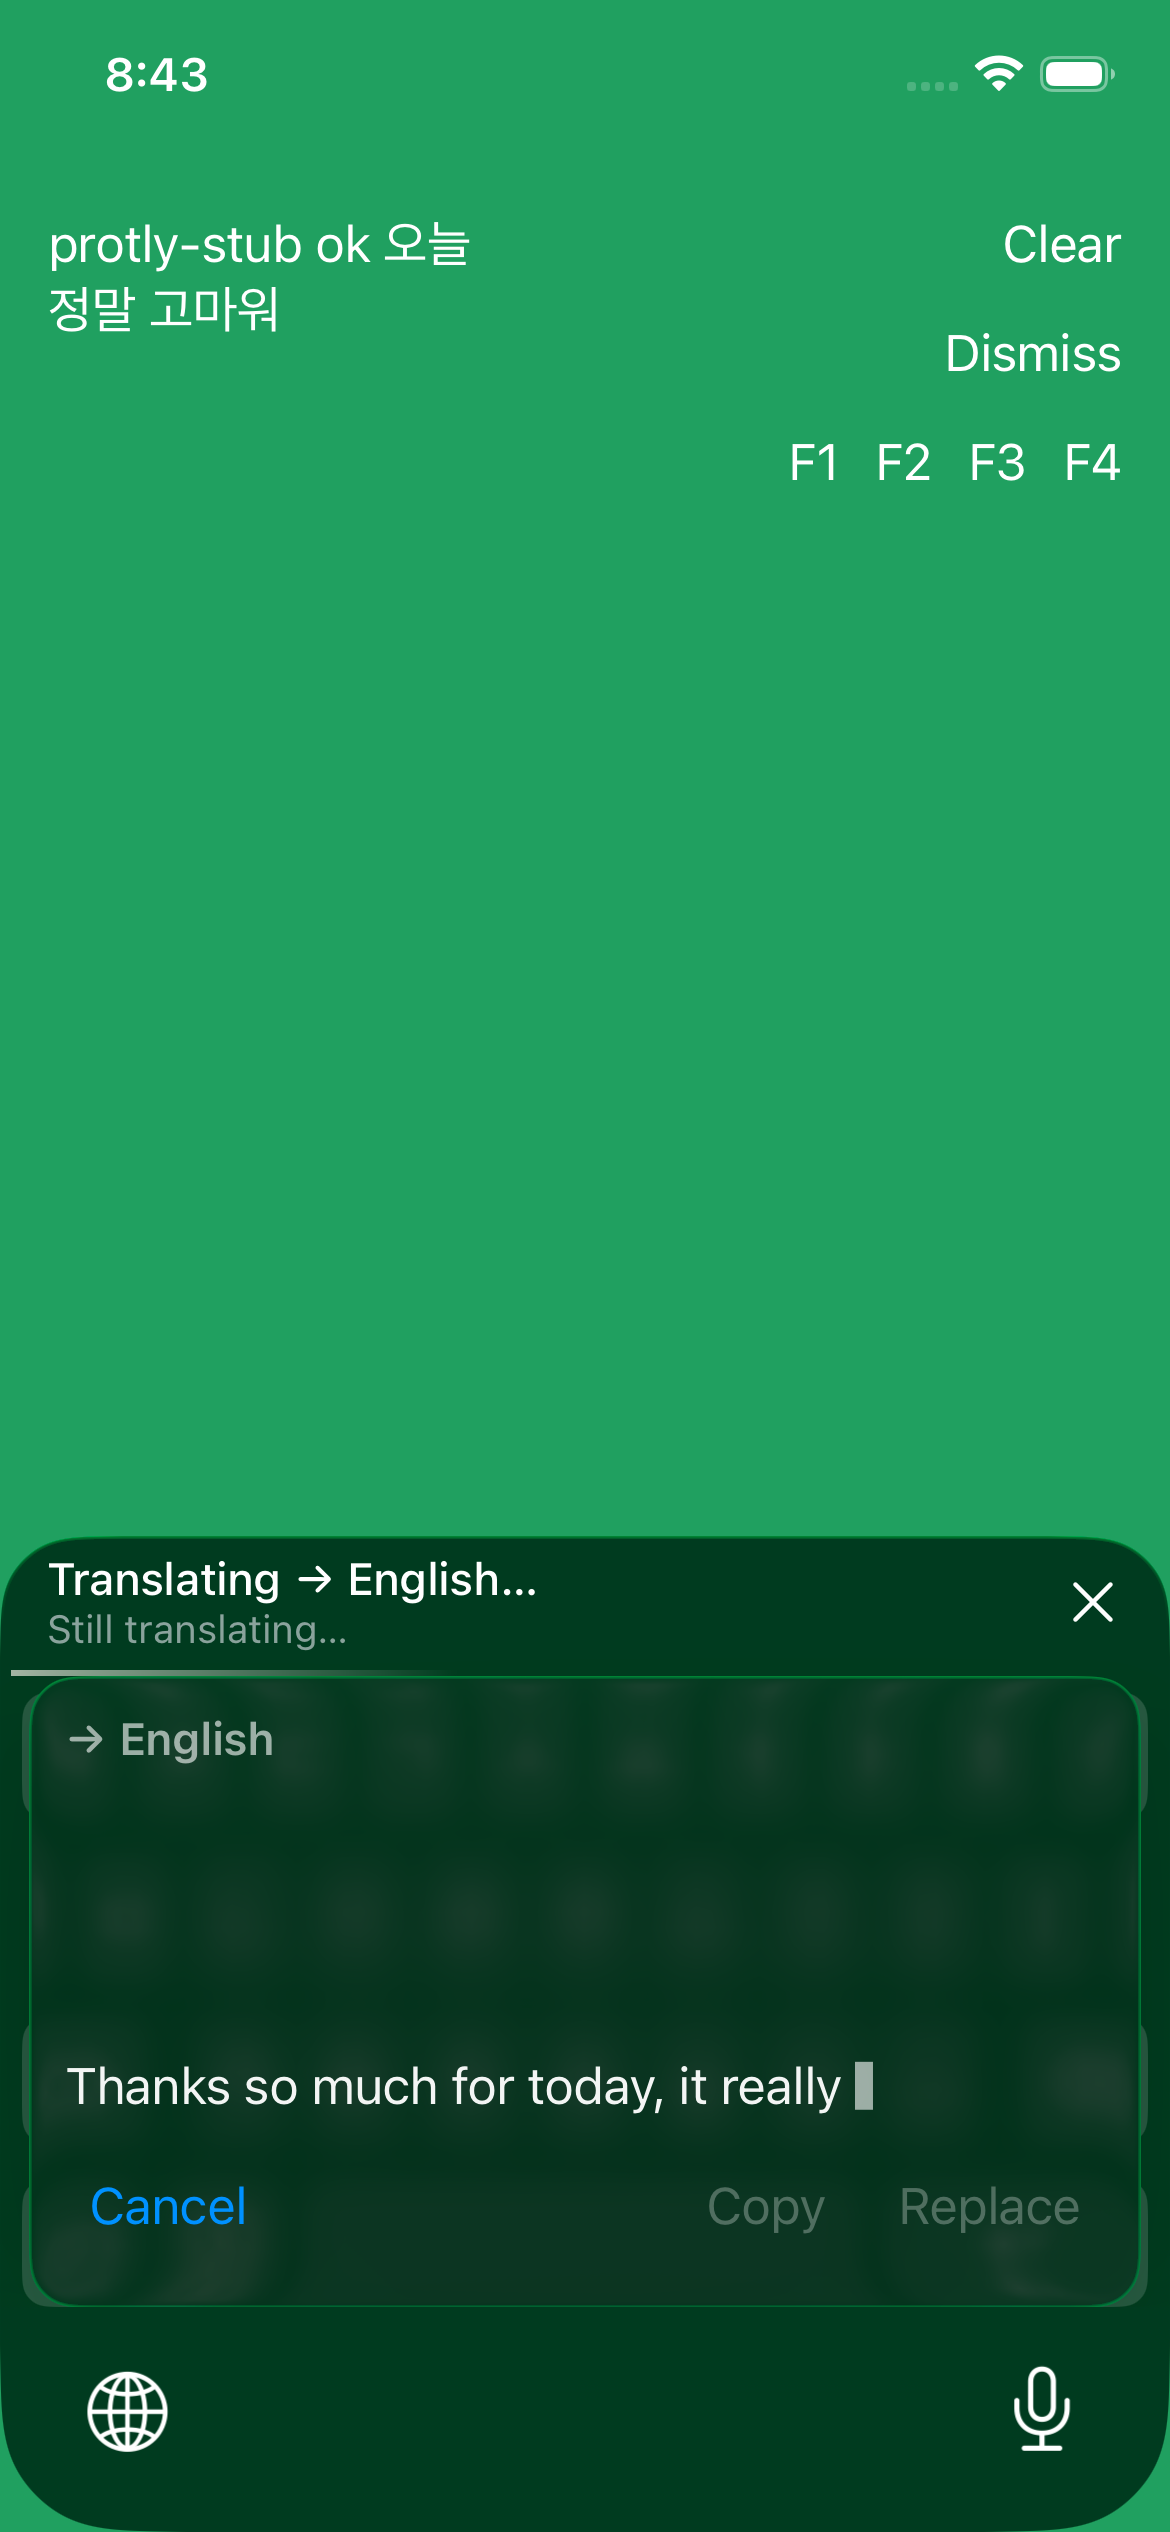 8:43
protly-stub ok 오늘
정말 고마워
Clear
Dismiss
F1 F2 F3 F4
Translating → English...
Still translating...
→ English
Thanks so much for today, it really
Cancel Copy Replace